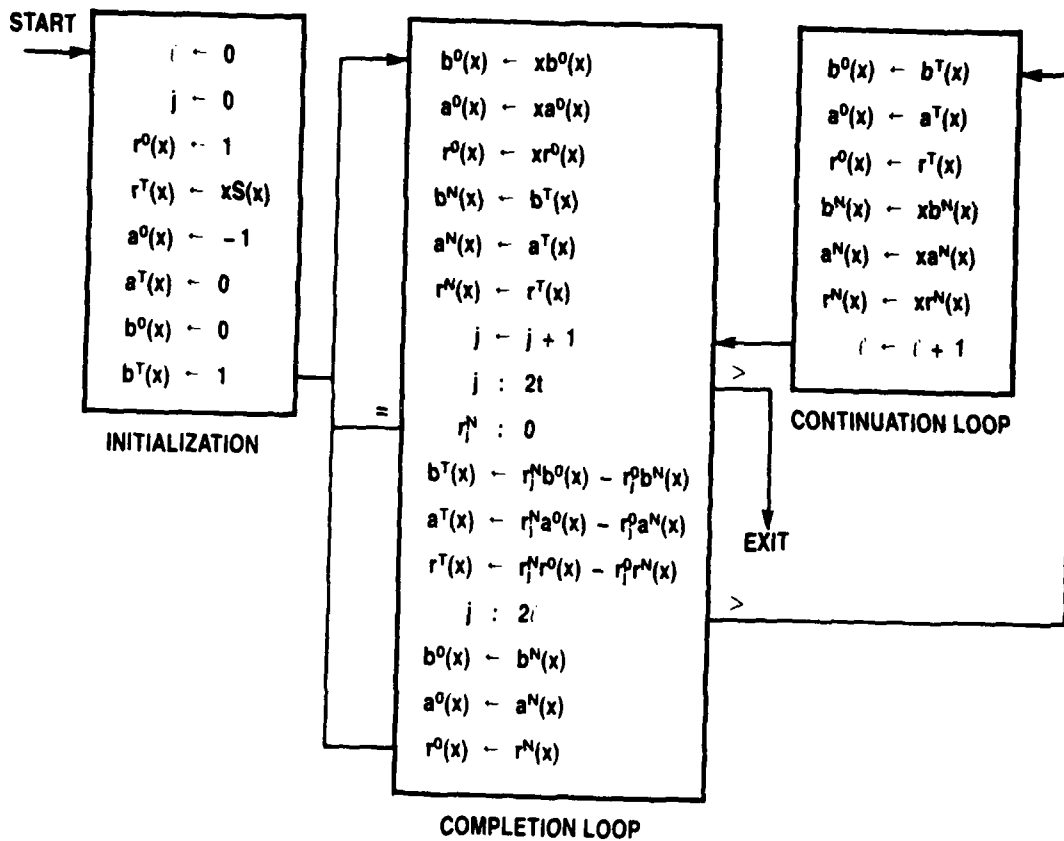 START
i ← 0
j ← 0
r⁰(x) ← 1
rᵀ(x) ← xS(x)
a⁰(x) ← -1
aᵀ(x) ← 0
b⁰(x) ← 0
bᵀ(x) ← 1
INITIALIZATION
b⁰(x) ← xb⁰(x)
a⁰(x) ← xa⁰(x)
r⁰(x) ← xr⁰(x)
bᴺ(x) ← bᵀ(x)
aᴺ(x) ← aᵀ(x)
rᴺ(x) ← rᵀ(x)
j ← j + 1
j : 2t
>
=
rⱼᴺ : 0
bᵀ(x) ← rⱼᴺb⁰(x) − rⱼ⁰bᴺ(x)
aᵀ(x) ← rⱼᴺa⁰(x) − rⱼ⁰aᴺ(x)
rᵀ(x) ← rⱼᴺr⁰(x) − rⱼ⁰rᴺ(x)
j : 2i
>
b⁰(x) ← bᴺ(x)
a⁰(x) ← aᴺ(x)
r⁰(x) ← rᴺ(x)
COMPLETION LOOP
b⁰(x) ← bᵀ(x)
a⁰(x) ← aᵀ(x)
r⁰(x) ← rᵀ(x)
bᴺ(x) ← xbᴺ(x)
aᴺ(x) ← xaᴺ(x)
rᴺ(x) ← xrᴺ(x)
i ← i + 1
CONTINUATION LOOP
EXIT